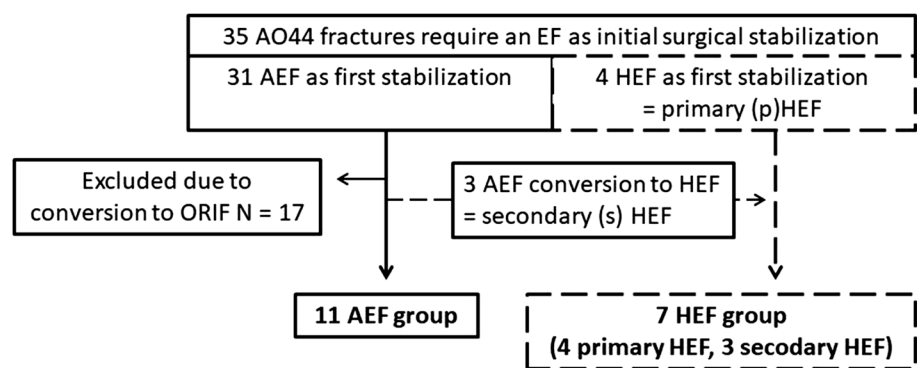 35 AO44 fractures require an EF as initial surgical stabilization
31 AEF as first stabilization
4 HEF as first stabilization
= primary (p)HEF
Excluded due to
conversion to ORIF N = 17
3 AEF conversion to HEF
= secondary (s) HEF
11 AEF group
7 HEF group
(4 primary HEF, 3 secodary HEF)